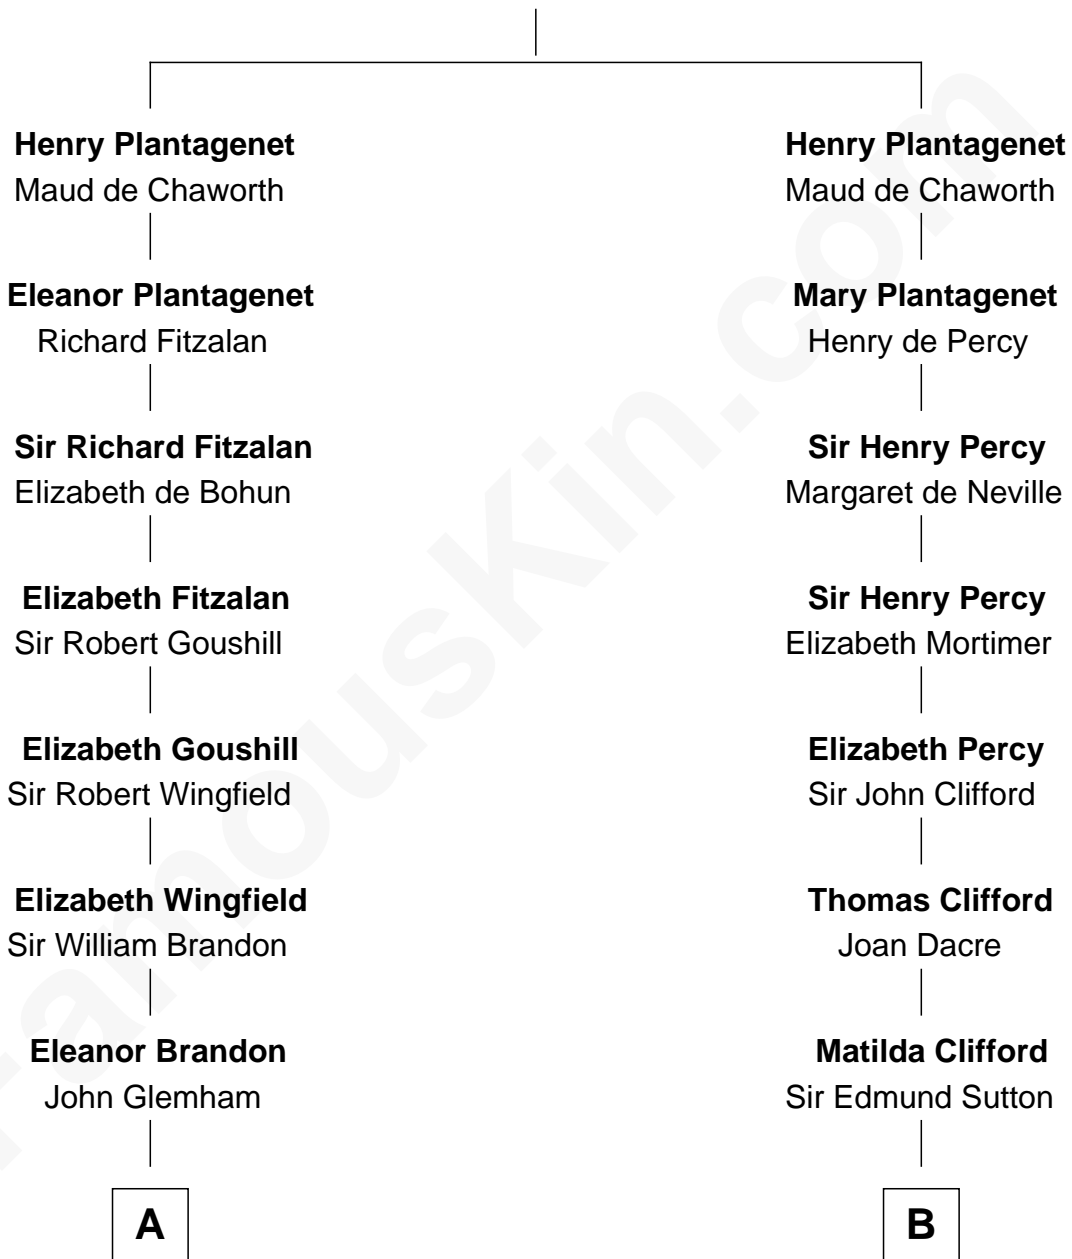 Henry Plantagenet
Maud de Chaworth
Eleanor Plantagenet
Richard Fitzalan
Sir Richard Fitzalan
Elizabeth de Bohun
Elizabeth Fitzalan
Sir Robert Goushill
Elizabeth Goushill
Sir Robert Wingfield
Elizabeth Wingfield
Sir William Brandon
Eleanor Brandon
John Glemham
A
Henry Plantagenet
Maud de Chaworth
Mary Plantagenet
Henry de Percy
Sir Henry Percy
Margaret de Neville
Sir Henry Percy
Elizabeth Mortimer
Elizabeth Percy
Sir John Clifford
Thomas Clifford
Joan Dacre
Matilda Clifford
Sir Edmund Sutton
B
FamousKin.com